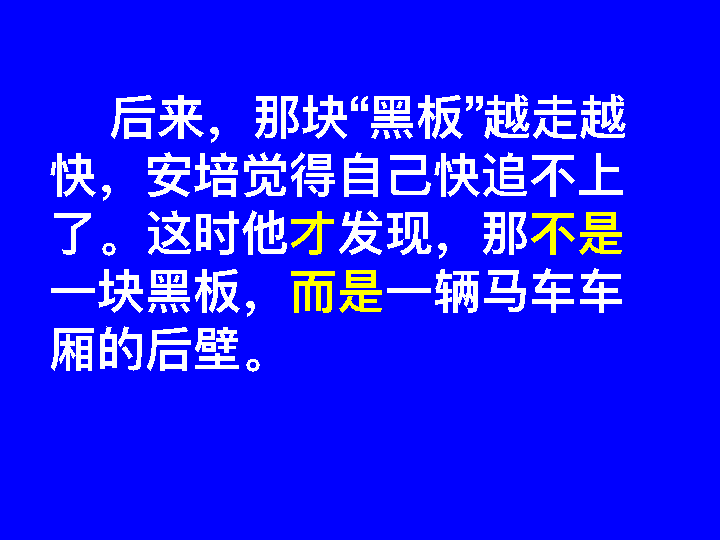 后来，那块“黑板”越走越
快，安培觉得自己快追不上
了。这时他才发现，那不是
一块黑板，而是一辆马车车
厢的后壁。